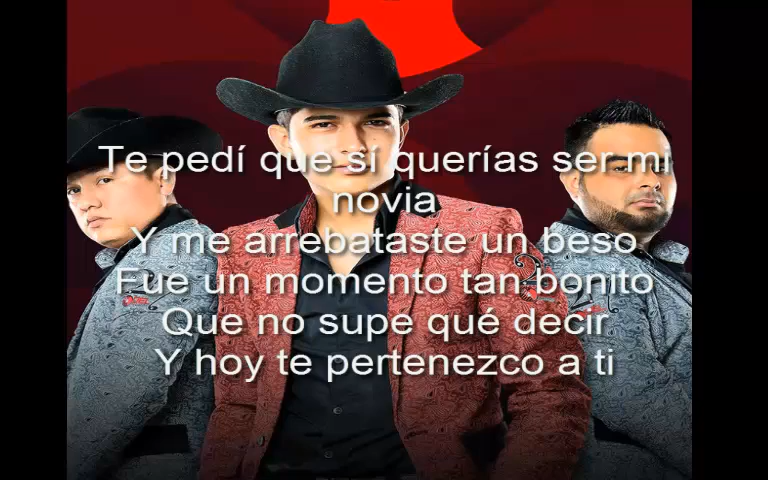 Te pedí que sí querías ser mi
novia
Y me arrebataste un beso
Fue un momento tan bonito
Que no supe qué decir
Y hoy te pertenezco a ti